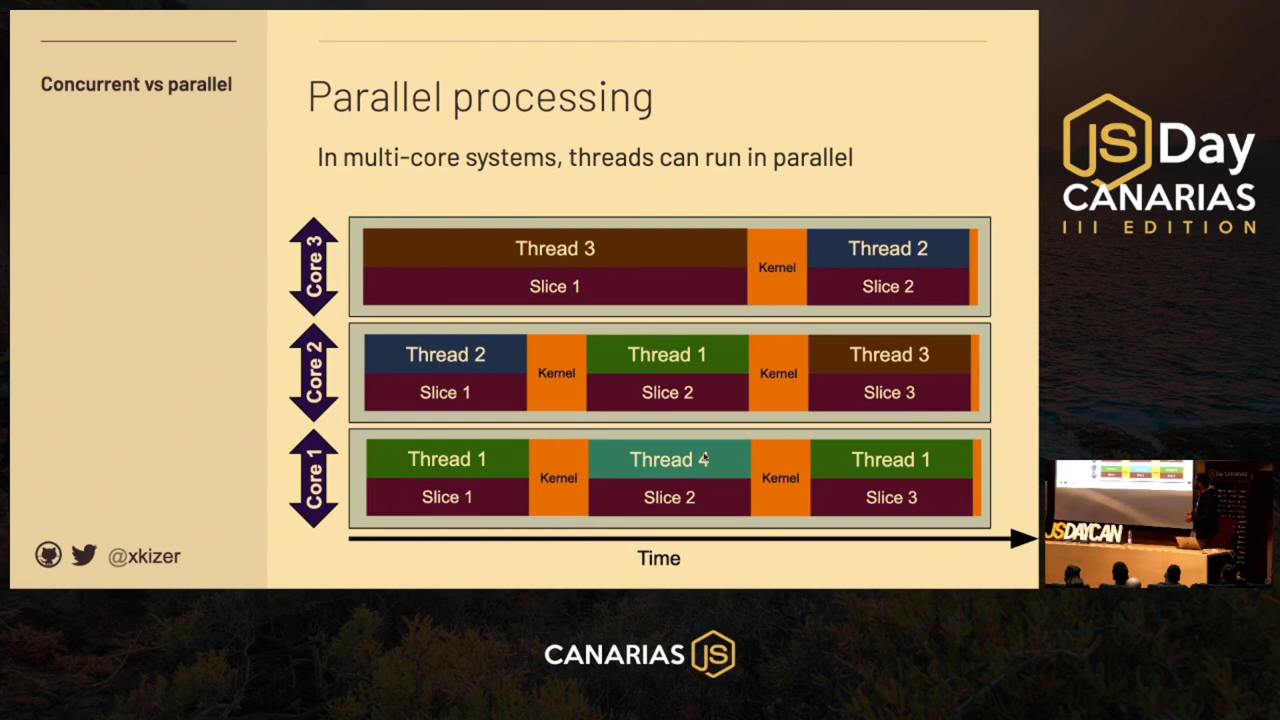 Concurrent vs parallel
Parallel processing
In multi-core systems, threads can run in parallel
Core 3
Thread 3
Slice 1
Kernel
Thread 2
Slice 2
Core 2
Thread 2
Slice 1
Kernel
Thread 1
Slice 2
Kernel
Thread 3
Slice 3
Core 1
Thread 1
Slice 1
Kernel
Thread 4
Slice 2
Kernel
Thread 1
Slice 3
Time
@xkizer
JS Day
CANARIAS
III EDITION
JSDAYCAN
CANARIAS JS